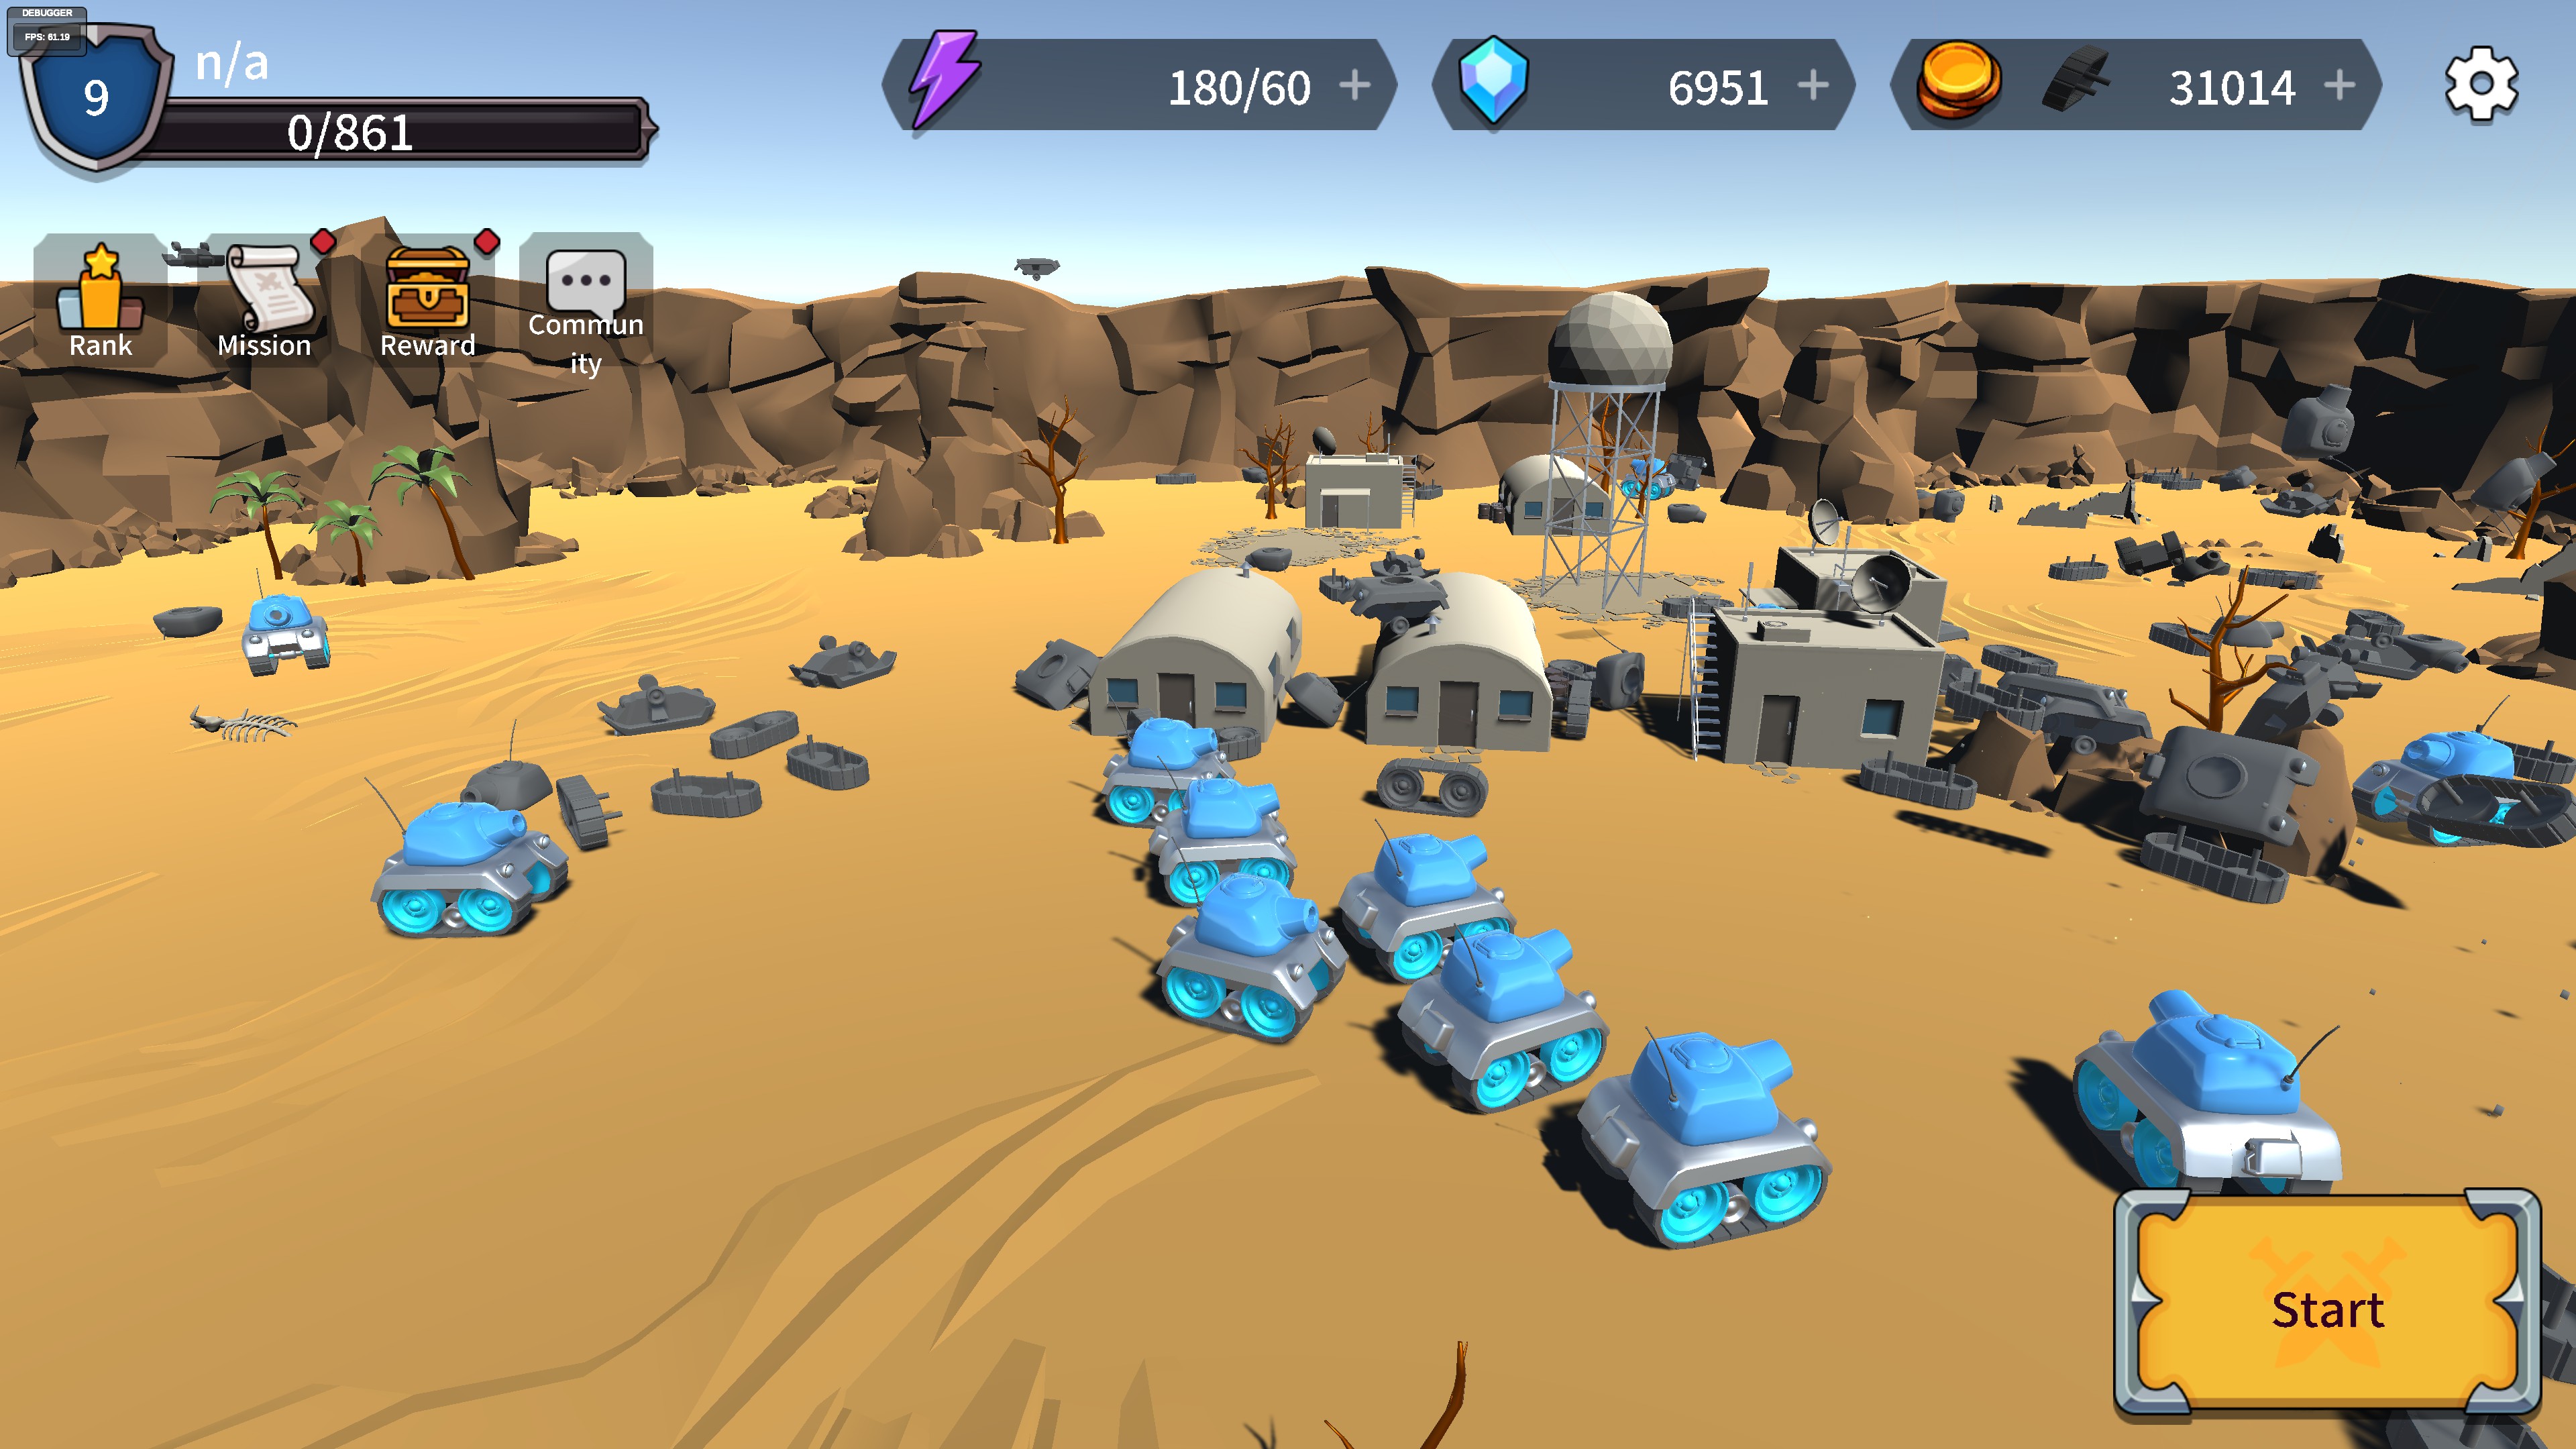 DEBUGGER
FPS: 61.19
9
n/a
0/861
180/60
6951
31014
Rank
Mission
Reward
Commun
ity
Start